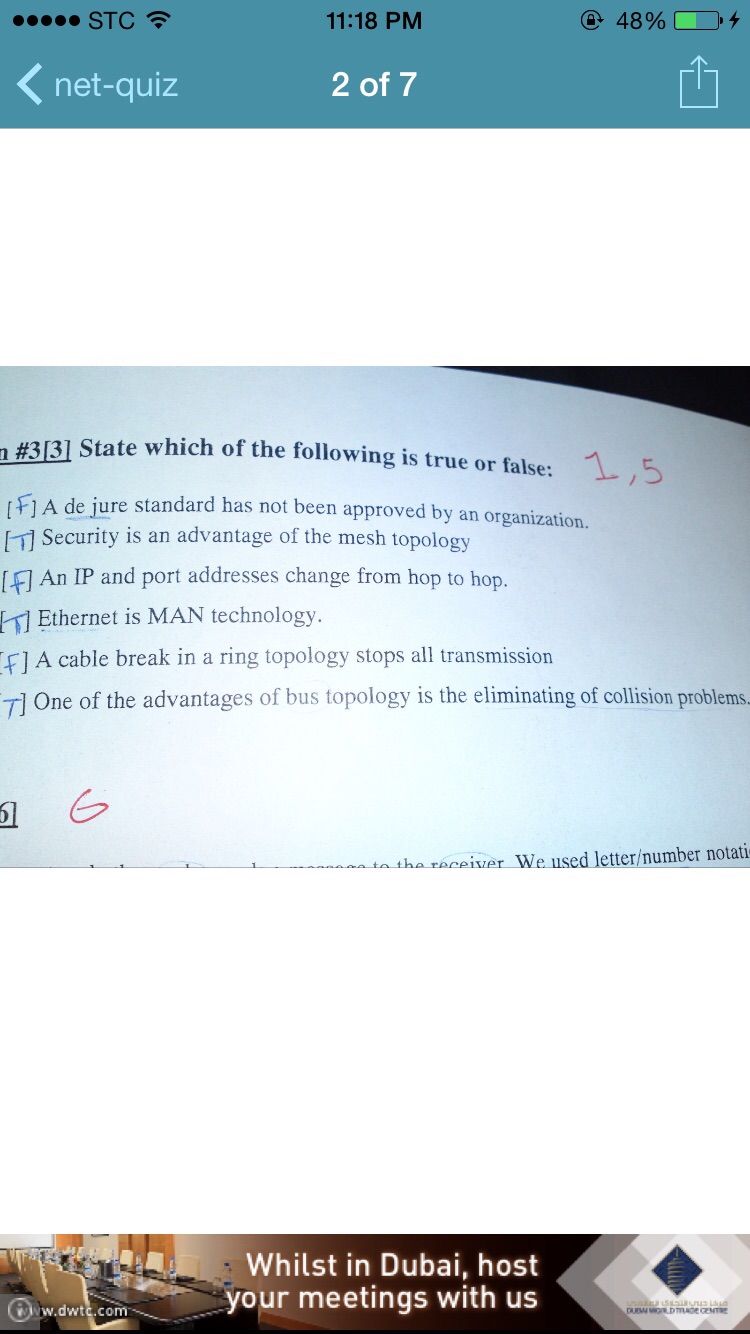 STC 11:18 PM 48%
net-quiz 2 of 7
n #3[3] State which of the following is true or false: 1,5
[F] A de jure standard has not been approved by an organization.
[T] Security is an advantage of the mesh topology
[F] An IP and port addresses change from hop to hop.
[T] Ethernet is MAN technology.
F] A cable break in a ring topology stops all transmission
T] One of the advantages of bus topology is the eliminating of collision problems.
6] 6
to the receiver. We used letter/number notati
Whilst in Dubai, host
your meetings with us
www.dwtc.com
DUBAI WORLD TRADE CENTRE